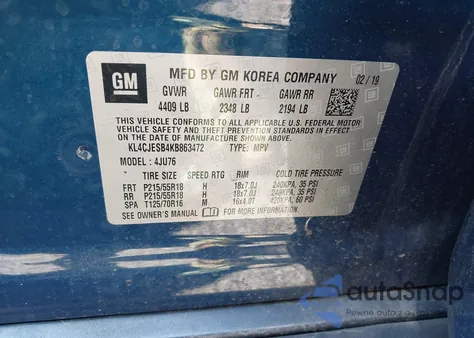 GM
MFD BY GM KOREA COMPANY
02 / 19
GVWR GAWR FRT GAWR RR
4409 LB 2348 LB 2194 LB
THIS VEHICLE CONFORMS TO ALL APPLICABLE U.S. FEDERAL MOTOR
VEHICLE SAFETY, BUMPER, AND THEFT PREVENTION
STANDARDS IN EFFECT ON THE DATE OF MANUFACTURE SHOWN ABOVE.
KL4CJESB4KB863472 TYPE: MPV
MODEL : 4JU76
TIRE SIZE SPEED RTG RIM COLD TIRE PRESSURE
FRT P215/55R18 H 18x7.0J 240KPA, 35 PSI
RR P215/55R18 H 18x7.0J 240KPA, 35 PSI
SPA T125/70R16 M 16x4.0T 420KPA, 60 PSI
SEE OWNER'S MANUAL FOR MORE INFORMATION.
autoSnap
Pewne auta z